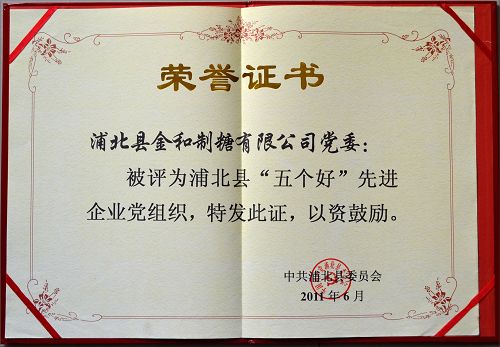 荣誉证书
浦北县金和制糖有限公司党委：
被评为浦北县“五个好”先进
企业党组织，特发此证，以资鼓励。
中共浦北县委员会
2011年6月